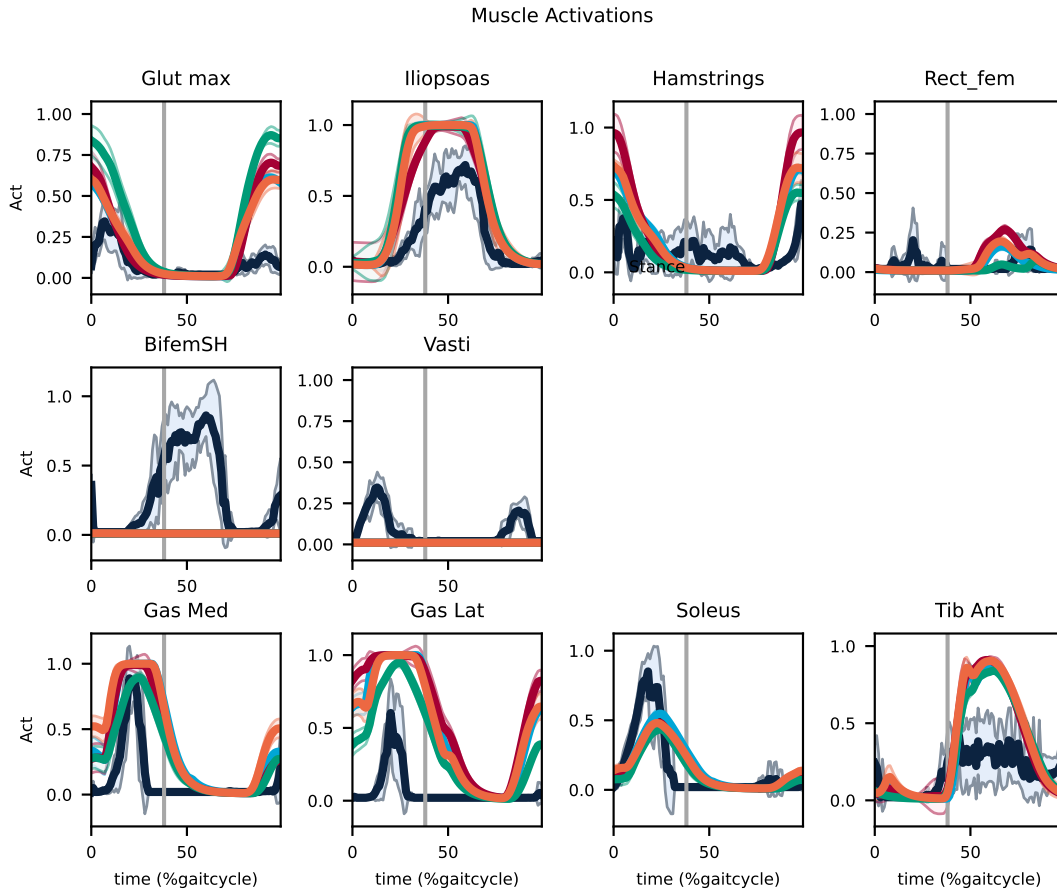 Muscle Activations
Glut max Iliopsoas Hamstrings Rect_fem
1.00 1.0 1.0 1.00
0.75 0.75
0.50 0.5 0.5 0.50
0.25 0.25
0.00 0.0 0.0 0.00
Act
Stance
0 50 0 50 0 50 0 50
BifemSH Vasti
1.0 1.00
0.75
0.5 0.50
0.25
0.0 0.00
Act
0 50 0 50
Gas Med Gas Lat Soleus Tib Ant
1.0 1.0 1.0 1.0
0.5 0.5 0.5 0.5
0.0 0.0 0.0 0.0
Act
0 50 0 50 0 50 0 50
time (%gaitcycle) time (%gaitcycle) time (%gaitcycle) time (%gaitcycle)